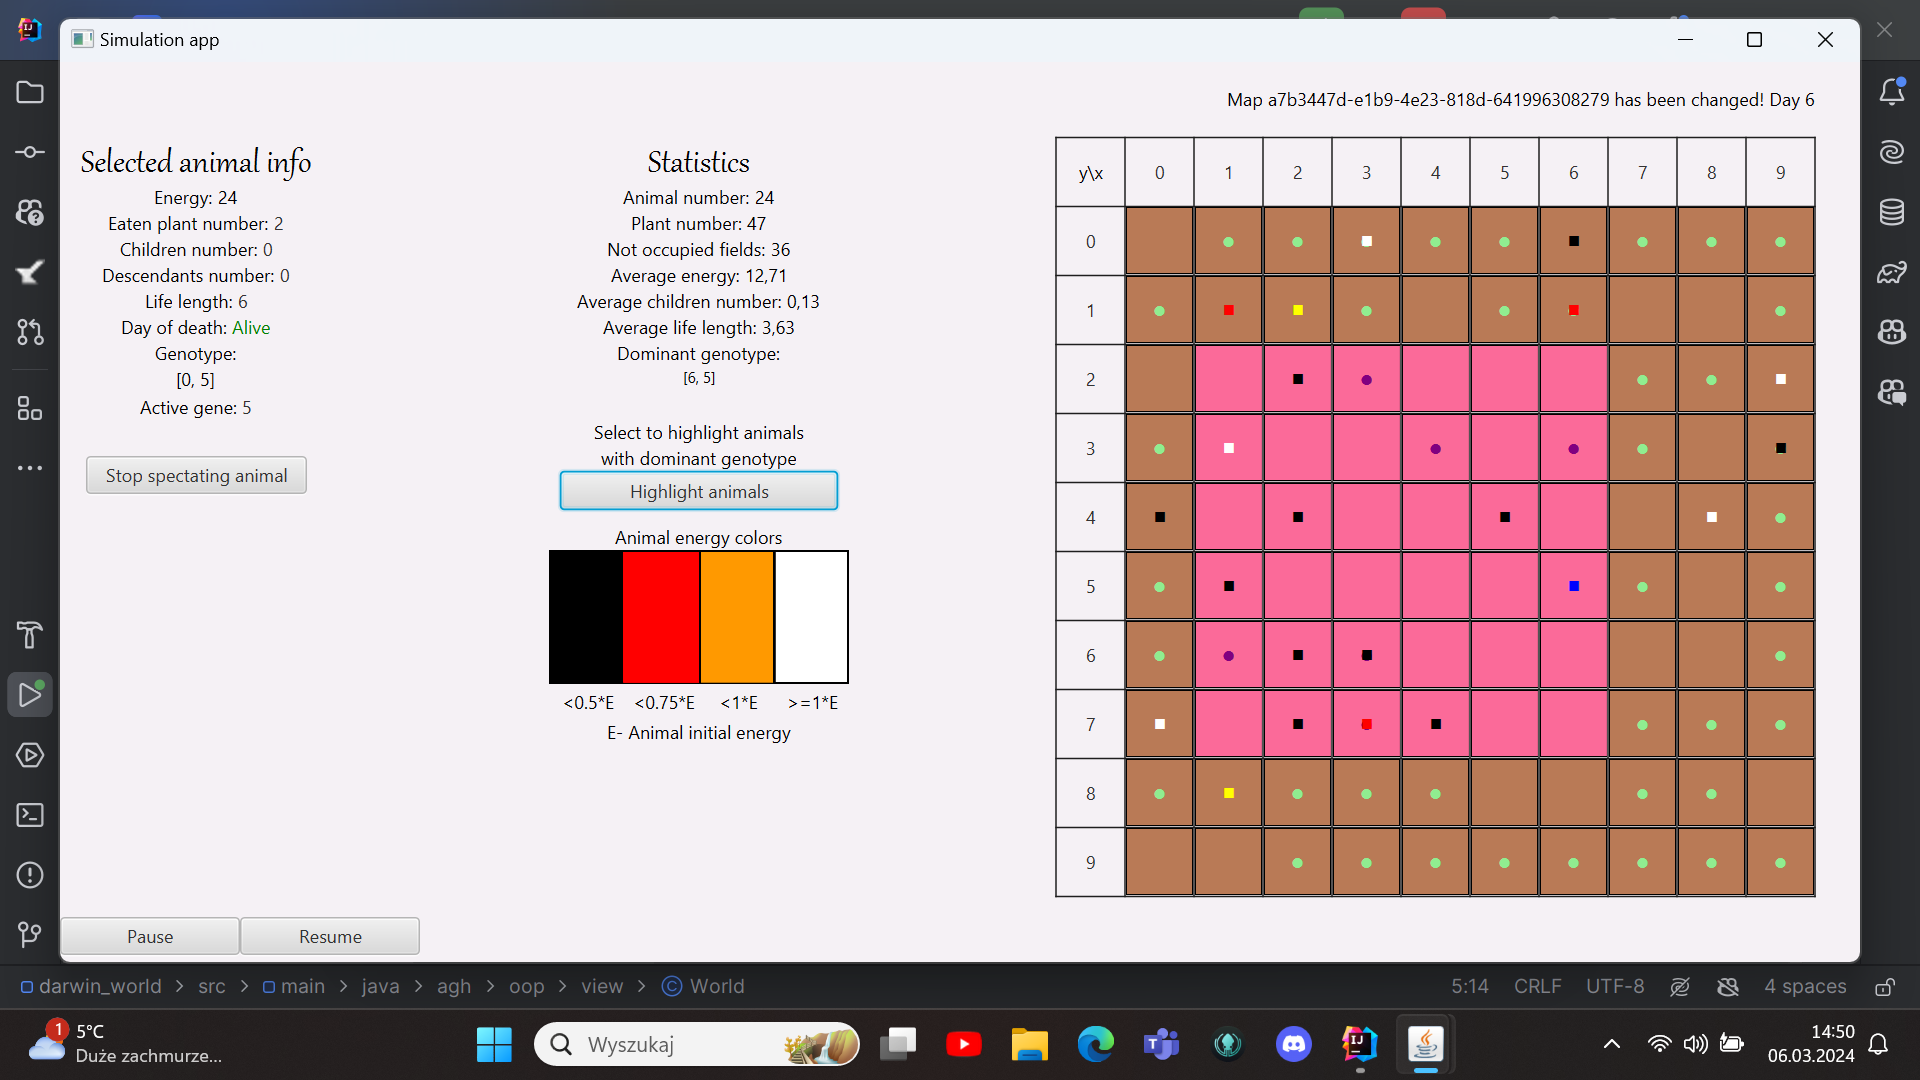 Simulation app
Map a7b3447d-e1b9-4e23-818d-641996308279 has been changed! Day 6
Selected animal info
Energy: 24
Eaten plant number: 2
Children number: 0
Descendants number: 0
Life length: 6
Day of death: Alive
Genotype:
[0, 5]
Active gene: 5
Stop spectating animal
Statistics
Animal number: 24
Plant number: 47
Not occupied fields: 36
Average energy: 12,71
Average children number: 0,13
Average life length: 3,63
Dominant genotype:
[6, 5]
Select to highlight animals
with dominant genotype
Highlight animals
Animal energy colors
<0.5*E <0.75*E <1*E >=1*E
E- Animal initial energy
y\x 0 1 2 3 4 5 6 7 8 9
0
1
2
3
4
5
6
7
8
9
Pause Resume
darwin_world > src > main > java > agh > oop > view > World
5:14 CRLF UTF-8 4 spaces
1
5°C
Duże zachmurze...
Wyszukaj
14:50
06.03.2024